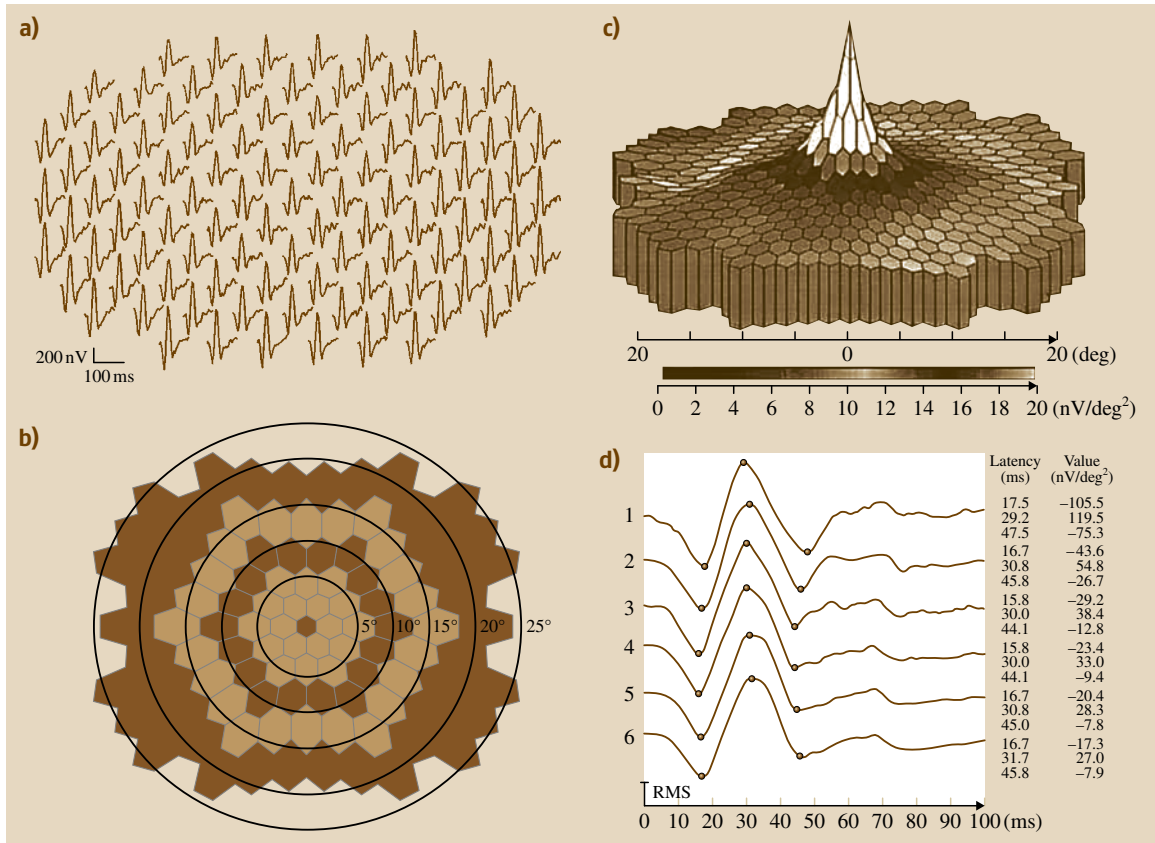 a)
200 nV
100 ms
b)
5° 10° 15° 20° 25°
c)
20 0 20 (deg)
0 2 4 6 8 10 12 14 16 18 20 (nV/deg²)
d)
Latency Value
(ms) (nV/deg²)
1
17.5 –105.5
29.2 119.5
47.5 –75.3
2
16.7 –43.6
30.8 54.8
45.8 –26.7
3
15.8 –29.2
30.0 38.4
44.1 –12.8
4
15.8 –23.4
30.0 33.0
44.1 –9.4
5
16.7 –20.4
30.8 28.3
45.0 –7.8
6
16.7 –17.3
31.7 27.0
45.8 –7.9
RMS
0 10 20 30 40 50 60 70 80 90 100 (ms)